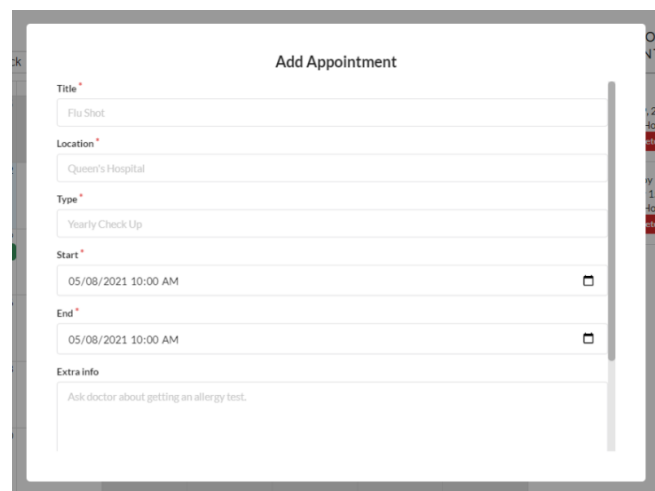 Add Appointment
Title *
Flu Shot
Location *
Queen's Hospital
Type *
Yearly Check Up
Start *
05/08/2021 10:00 AM
End *
05/08/2021 10:00 AM
Extra info
Ask doctor about getting an allergy test.